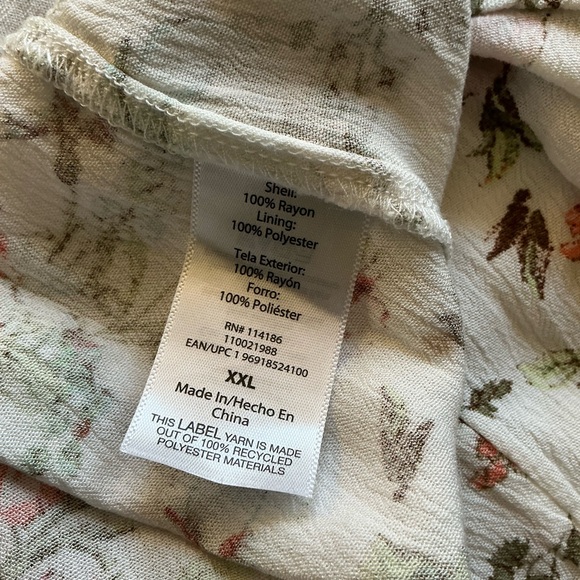 Shell:
100% Rayon
Lining:
100% Polyester
Tela Exterior:
100% Rayón
Forro:
100% Poliéster
RN# 114186
110021988
EAN/UPC 1 96918524100
XXL
Made In/Hecho En
China
THIS LABEL YARN IS MADE
OUT OF 100% RECYCLED
POLYESTER MATERIALS